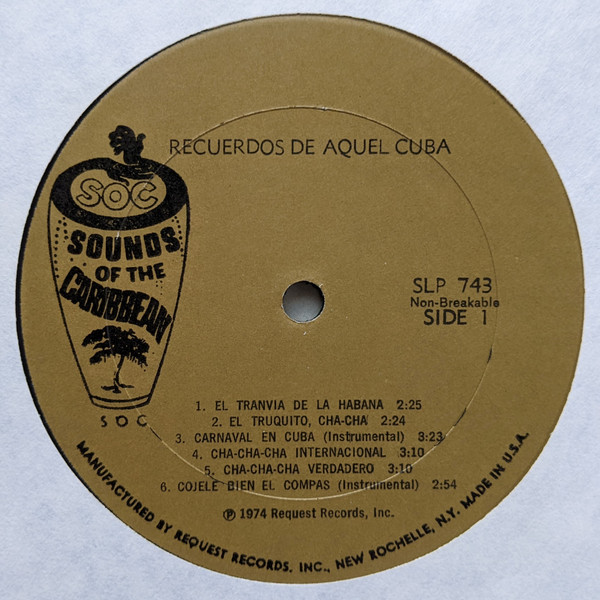 RECUERDOS DE AQUEL CUBA
SOC
SOUNDS
OF THE
CARIBBEAN
SOC
SLP 743
Non-Breakable
SIDE 1
1. EL TRANVIA DE LA HABANA 2:25
2. EL TRUQUITO, CHA-CHA 2:24
3. CARNAVAL EN CUBA (Instrumental) 3:23
4. CHA-CHA-CHA INTERNACIONAL 3:10
5. CHA-CHA-CHA VERDADERO 3:10
6. COJELE BIEN EL COMPAS (Instrumental) 2:54
℗ 1974 Request Records, Inc.
MANUFACTURED BY REQUEST RECORDS. INC., NEW ROCHELLE, N.Y. MADE IN U.S.A.